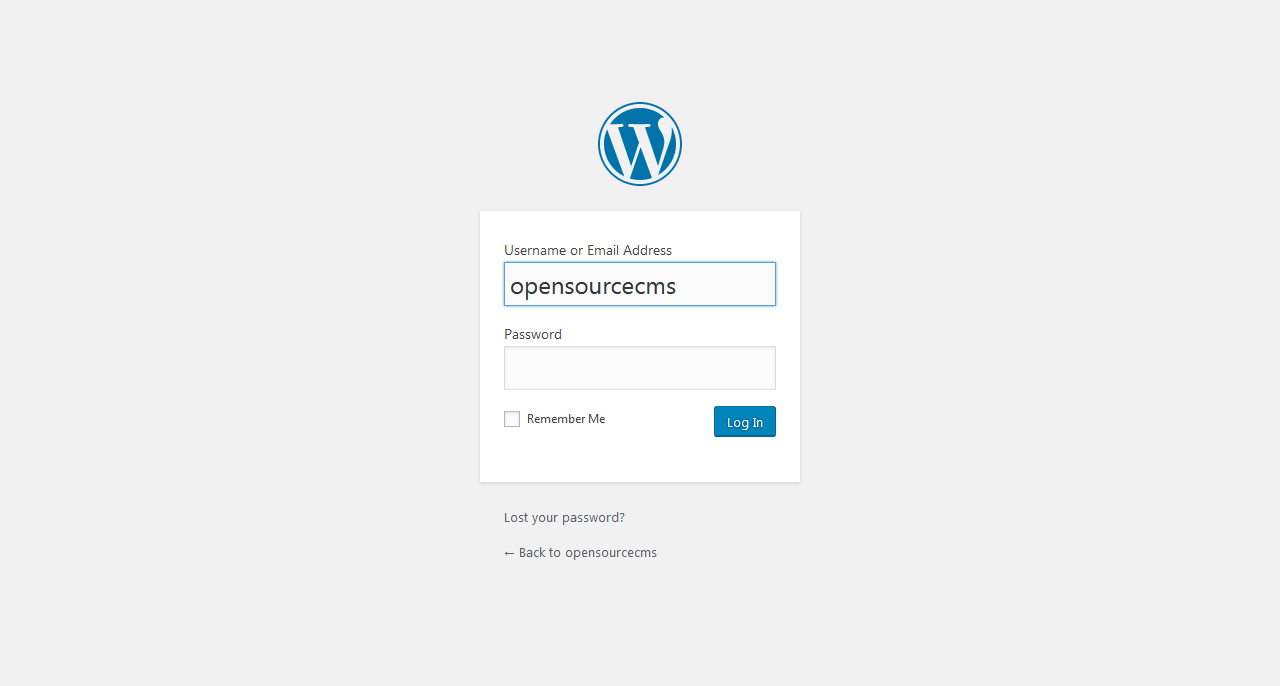 Username or Email Address
opensourcecms
Password
Remember Me
Log In
Lost your password?
← Back to opensourcecms